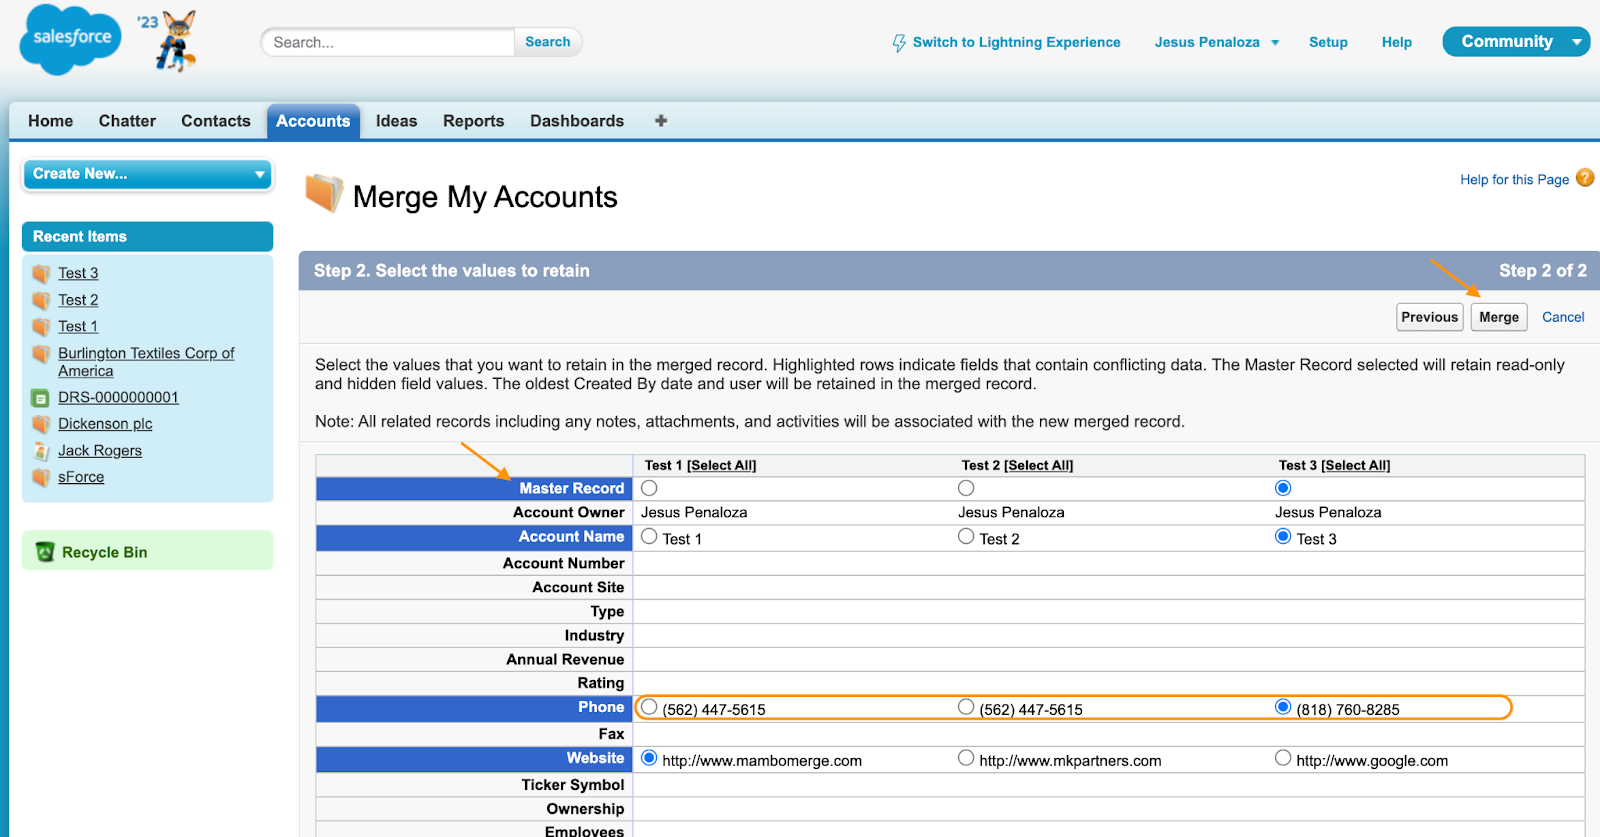 salesforce
'23
Search...
Search
Switch to Lightning Experience
Jesus Penaloza
Setup
Help
Community
Home
Chatter
Contacts
Accounts
Ideas
Reports
Dashboards
+
Create New...
Recent Items
Test 3
Test 2
Test 1
Burlington Textiles Corp of
America
DRS-0000000001
Dickenson plc
Jack Rogers
sForce
Recycle Bin
Merge My Accounts
Help for this Page ?
Step 2. Select the values to retain
Step 2 of 2
Previous
Merge
Cancel
Select the values that you want to retain in the merged record. Highlighted rows indicate fields that contain conflicting data. The Master Record selected will retain read-only
and hidden field values. The oldest Created By date and user will be retained in the merged record.
Note: All related records including any notes, attachments, and activities will be associated with the new merged record.
Test 1 [Select All] Test 2 [Select All] Test 3 [Select All]
Master Record
Account Owner Jesus Penaloza Jesus Penaloza Jesus Penaloza
Account Name Test 1 Test 2 Test 3
Account Number
Account Site
Type
Industry
Annual Revenue
Rating
Phone (562) 447-5615 (562) 447-5615 (818) 760-8285
Fax
Website http://www.mambomerge.com http://www.mkpartners.com http://www.google.com
Ticker Symbol
Ownership
Employees